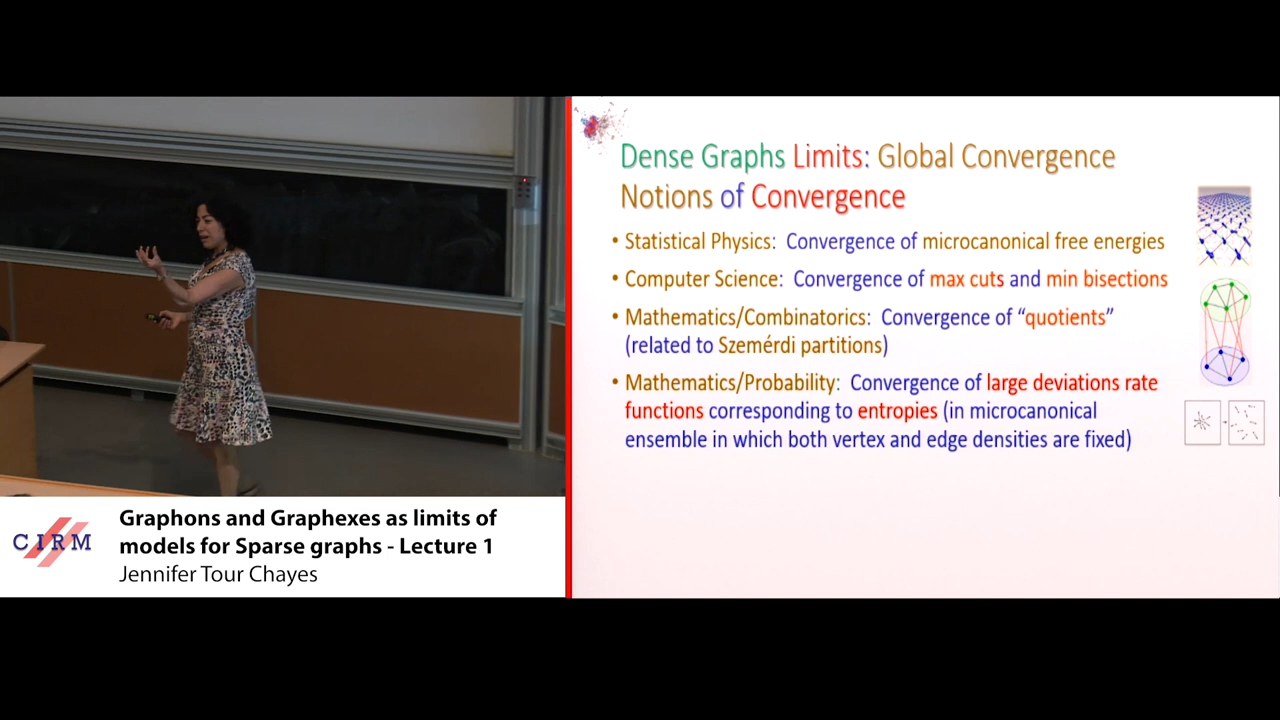 Dense Graphs Limits: Global Convergence
Notions of Convergence
• Statistical Physics: Convergence of microcanonical free energies
• Computer Science: Convergence of max cuts and min bisections
• Mathematics/Combinatorics: Convergence of “quotients”
(related to Szemérdi partitions)
• Mathematics/Probability: Convergence of large deviations rate
functions corresponding to entropies (in microcanonical
ensemble in which both vertex and edge densities are fixed)
CIRM
Graphons and Graphexes as limits of
models for Sparse graphs - Lecture 1
Jennifer Tour Chayes